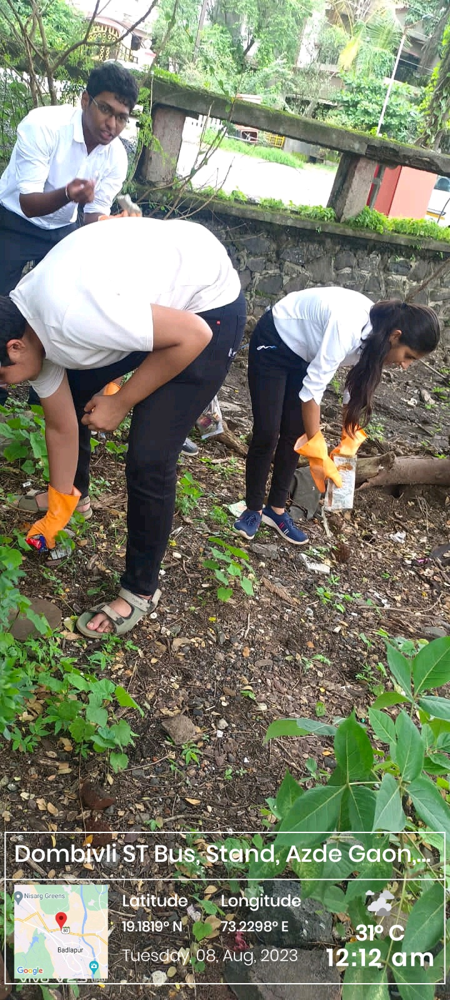 Dombivli ST Bus, Stand, Azde Gaon,...
Nisarg Greens
80
Badlapur
Google
Latitude Longitude
19.1819° N 73.2298° E
Tuesday, 08, Aug, 2023
31° C
12:12 am